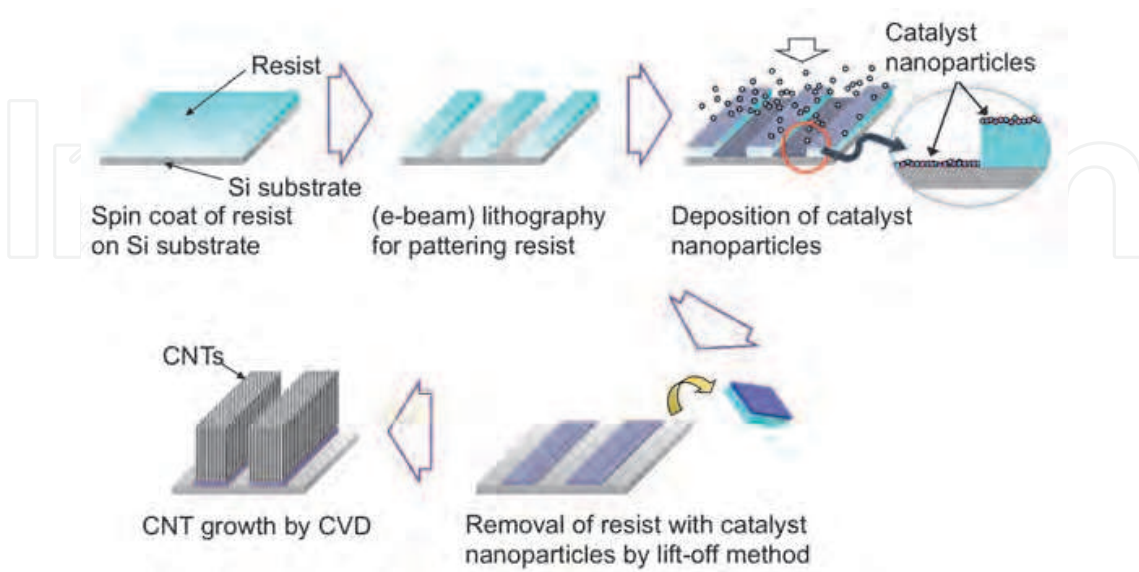 Resist
Si substrate
Spin coat of resist
on Si substrate
(e-beam) lithography
for pattering resist
Catalyst
nanoparticles
Deposition of catalyst
nanoparticles
CNTs
CNT growth by CVD
Removal of resist with catalyst
nanoparticles by lift-off method